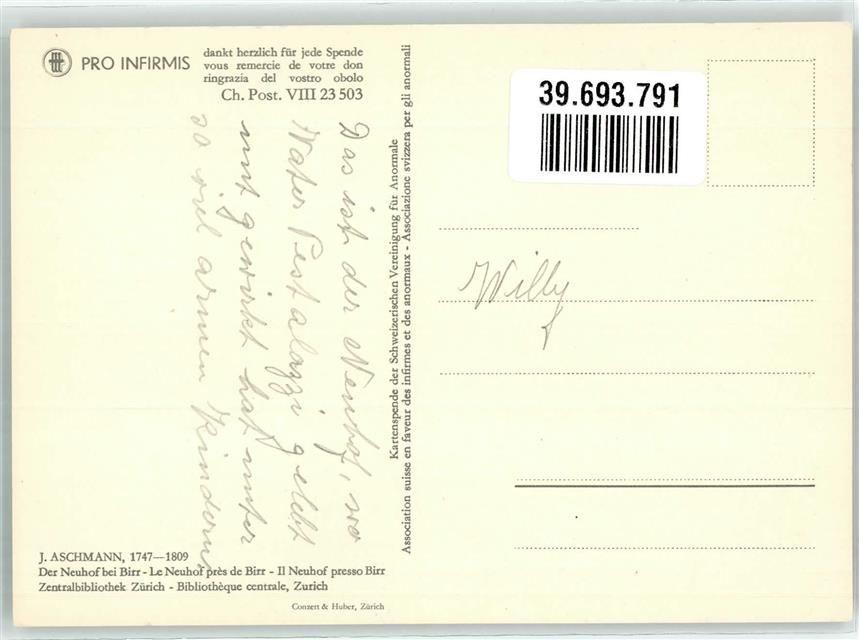 PRO INFIRMIS
dankt herzlich für jede Spende
vous remercie de votre don
ringrazia del vostro obolo
Ch. Post. VIII 23 503
Das ist der Neuhof, wo
Vater Pestalozzi gelebt
und gewirkt hat unter
so viel armen Kindern
J. ASCHMANN, 1747—1809
Der Neuhof bei Birr - Le Neuhof près de Birr - Il Neuhof presso Birr
Zentralbibliothek Zürich - Bibliothèque centrale, Zurich
Conzett & Huber, Zürich
Kartenspende der Schweizerischen Vereinigung für Anormale
Association suisse en faveur des infirmes et des anormaux - Associazione svizzera per gli anormali
39.693.791
Willy